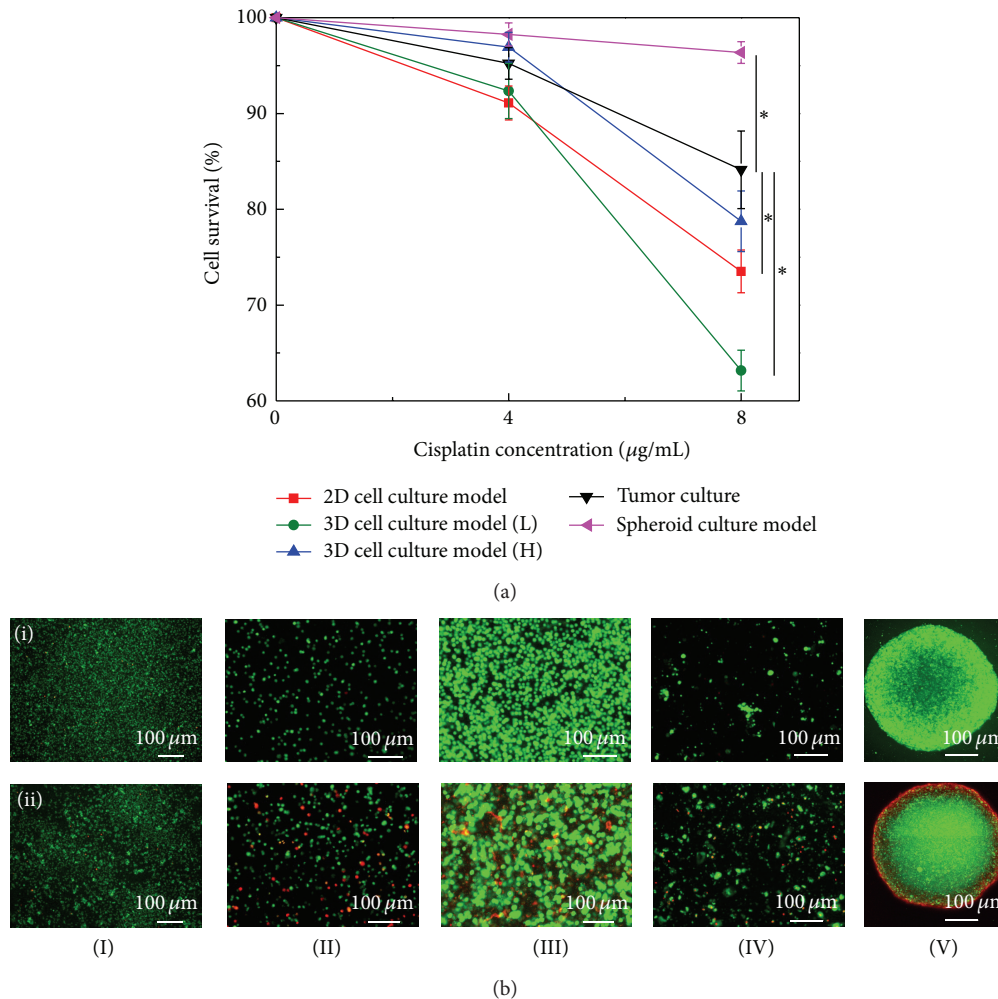 100
90
80
70
60
Cell survival (%)
*
*
*
0 4 8
Cisplatin concentration (μg/mL)
2D cell culture model
3D cell culture model (L)
3D cell culture model (H)
Tumor culture
Spheroid culture model
(a)
(i)
100 μm 100 μm 100 μm 100 μm 100 μm
(ii)
100 μm 100 μm 100 μm 100 μm 100 μm
(I) (II) (III) (IV) (V)
(b)